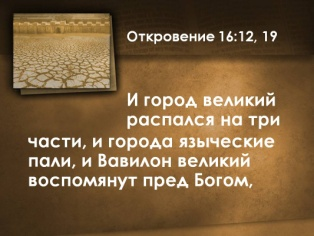 Откровение 16:12, 19
И город великий
распался на три
части, и города языческие
пали, и Вавилон великий
воспомянут пред Богом,